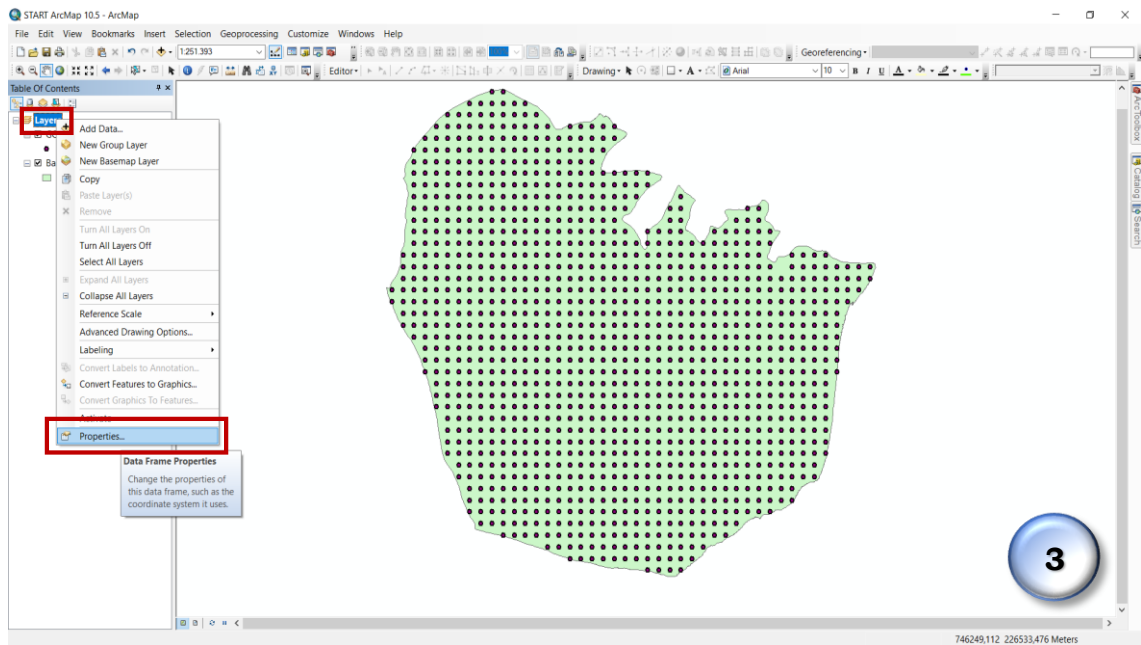 START ArcMap 10.5 - ArcMap
File Edit View Bookmarks Insert Selection Geoprocessing Customize Windows Help
1:251.393
Georeferencing
Editor
Drawing
A
Arial
10
B I U A
Table Of Contents
Layer
Ba
Add Data...
New Group Layer
New Basemap Layer
Copy
Paste Layer(s)
Remove
Turn All Layers On
Turn All Layers Off
Select All Layers
Expand All Layers
Collapse All Layers
Reference Scale
Advanced Drawing Options...
Labeling
Convert Labels to Annotation...
Convert Features to Graphics...
Convert Graphics To Features...
Activate
Properties...
Data Frame Properties
Change the properties of
this data frame, such as the
coordinate system it uses.
ArcToolbox
Catalog
Search
3
746249,112 226533,476 Meters